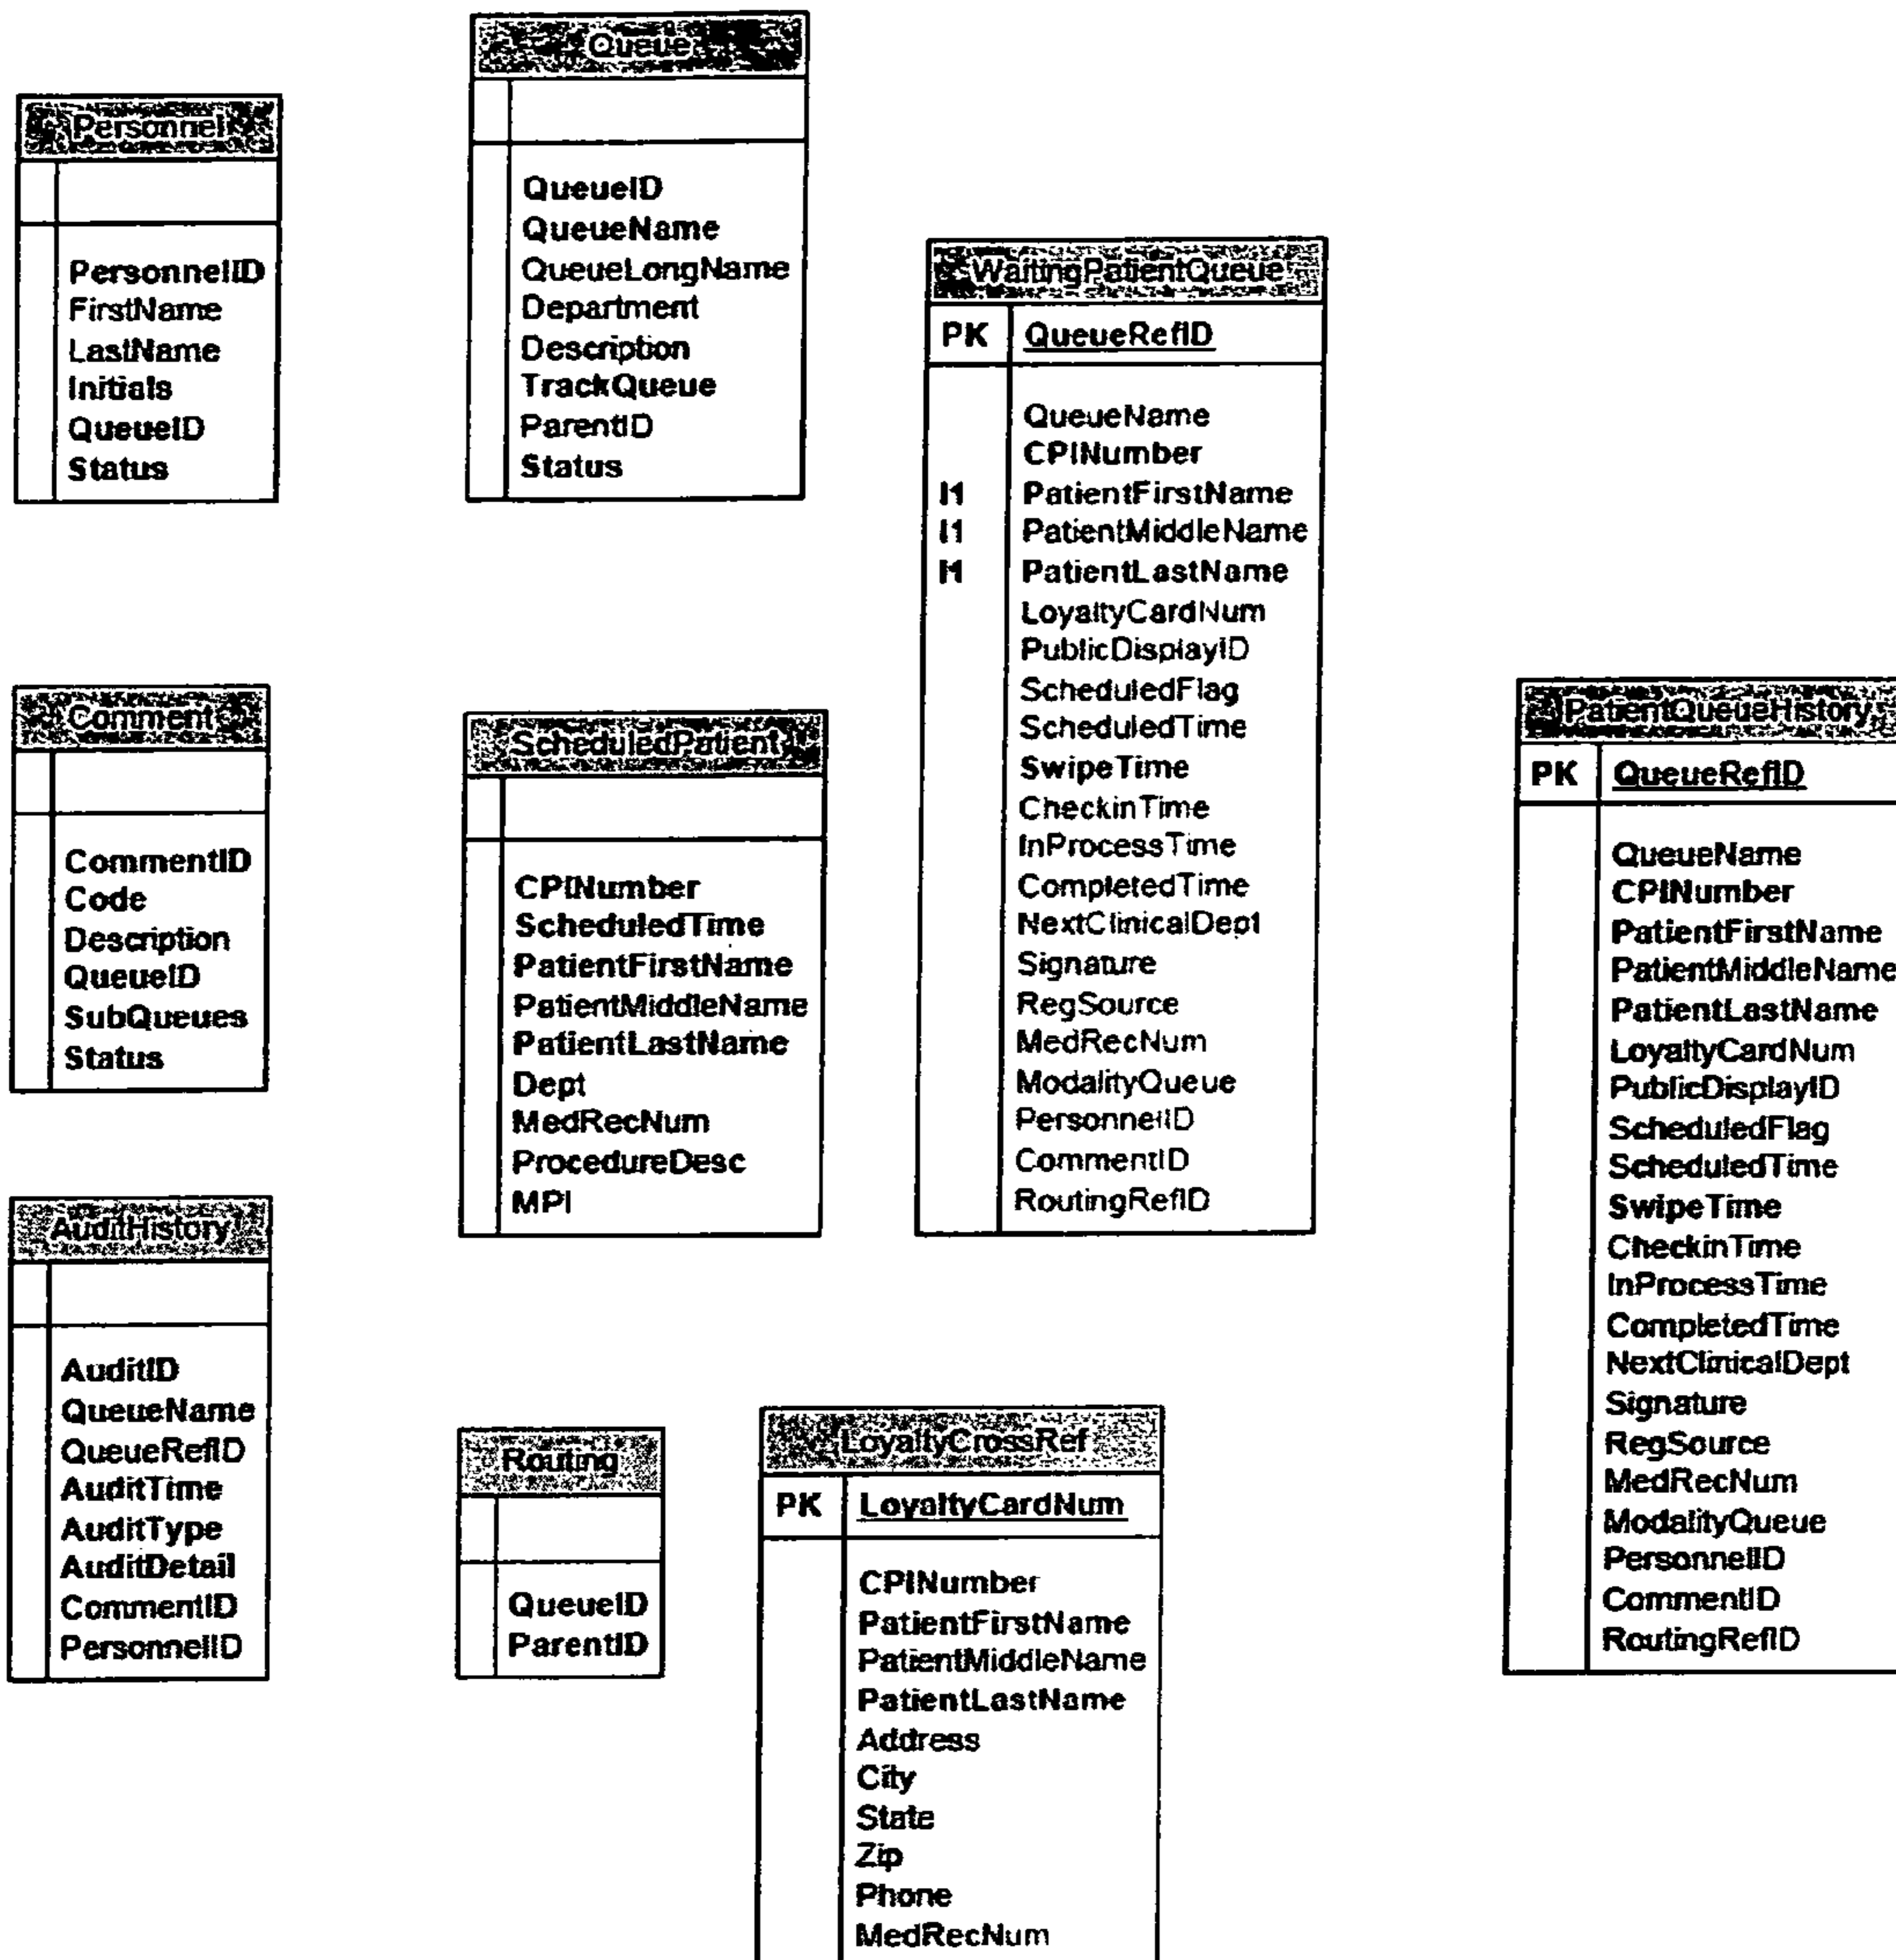 Queue
QueueID
QueueName
QueueLongName
Department
Description
TrackQueue
ParentID
Status
Personnel
PersonnelID
FirstName
LastName
Initials
QueueID
Status
WaitingPatientQueue
PK QueueRefID
QueueName
CPINumber
I1 PatientFirstName
I1 PatientMiddleName
I1 PatientLastName
LoyaltyCardNum
PublicDisplayID
ScheduledFlag
ScheduledTime
SwipeTime
CheckinTime
InProcessTime
CompletedTime
NextClinicalDept
Signature
RegSource
MedRecNum
ModalityQueue
PersonnelID
CommentID
RoutingRefID
Comment
CommentID
Code
Description
QueueID
SubQueues
Status
ScheduledPatient
CPINumber
ScheduledTime
PatientFirstName
PatientMiddleName
PatientLastName
Dept
MedRecNum
ProcedureDesc
MPI
PatientQueueHistory
PK QueueRefID
QueueName
CPINumber
PatientFirstName
PatientMiddleName
PatientLastName
LoyaltyCardNum
PublicDisplayID
ScheduledFlag
ScheduledTime
SwipeTime
CheckinTime
InProcessTime
CompletedTime
NextClinicalDept
Signature
RegSource
MedRecNum
ModalityQueue
PersonnelID
CommentID
RoutingRefID
AuditHistory
AuditID
QueueName
QueueRefID
AuditTime
AuditType
AuditDetail
CommentID
PersonnelID
Routing
QueueID
ParentID
LoyaltyCrossRef
PK LoyaltyCardNum
CPINumber
PatientFirstName
PatientMiddleName
PatientLastName
Address
City
State
Zip
Phone
MedRecNum